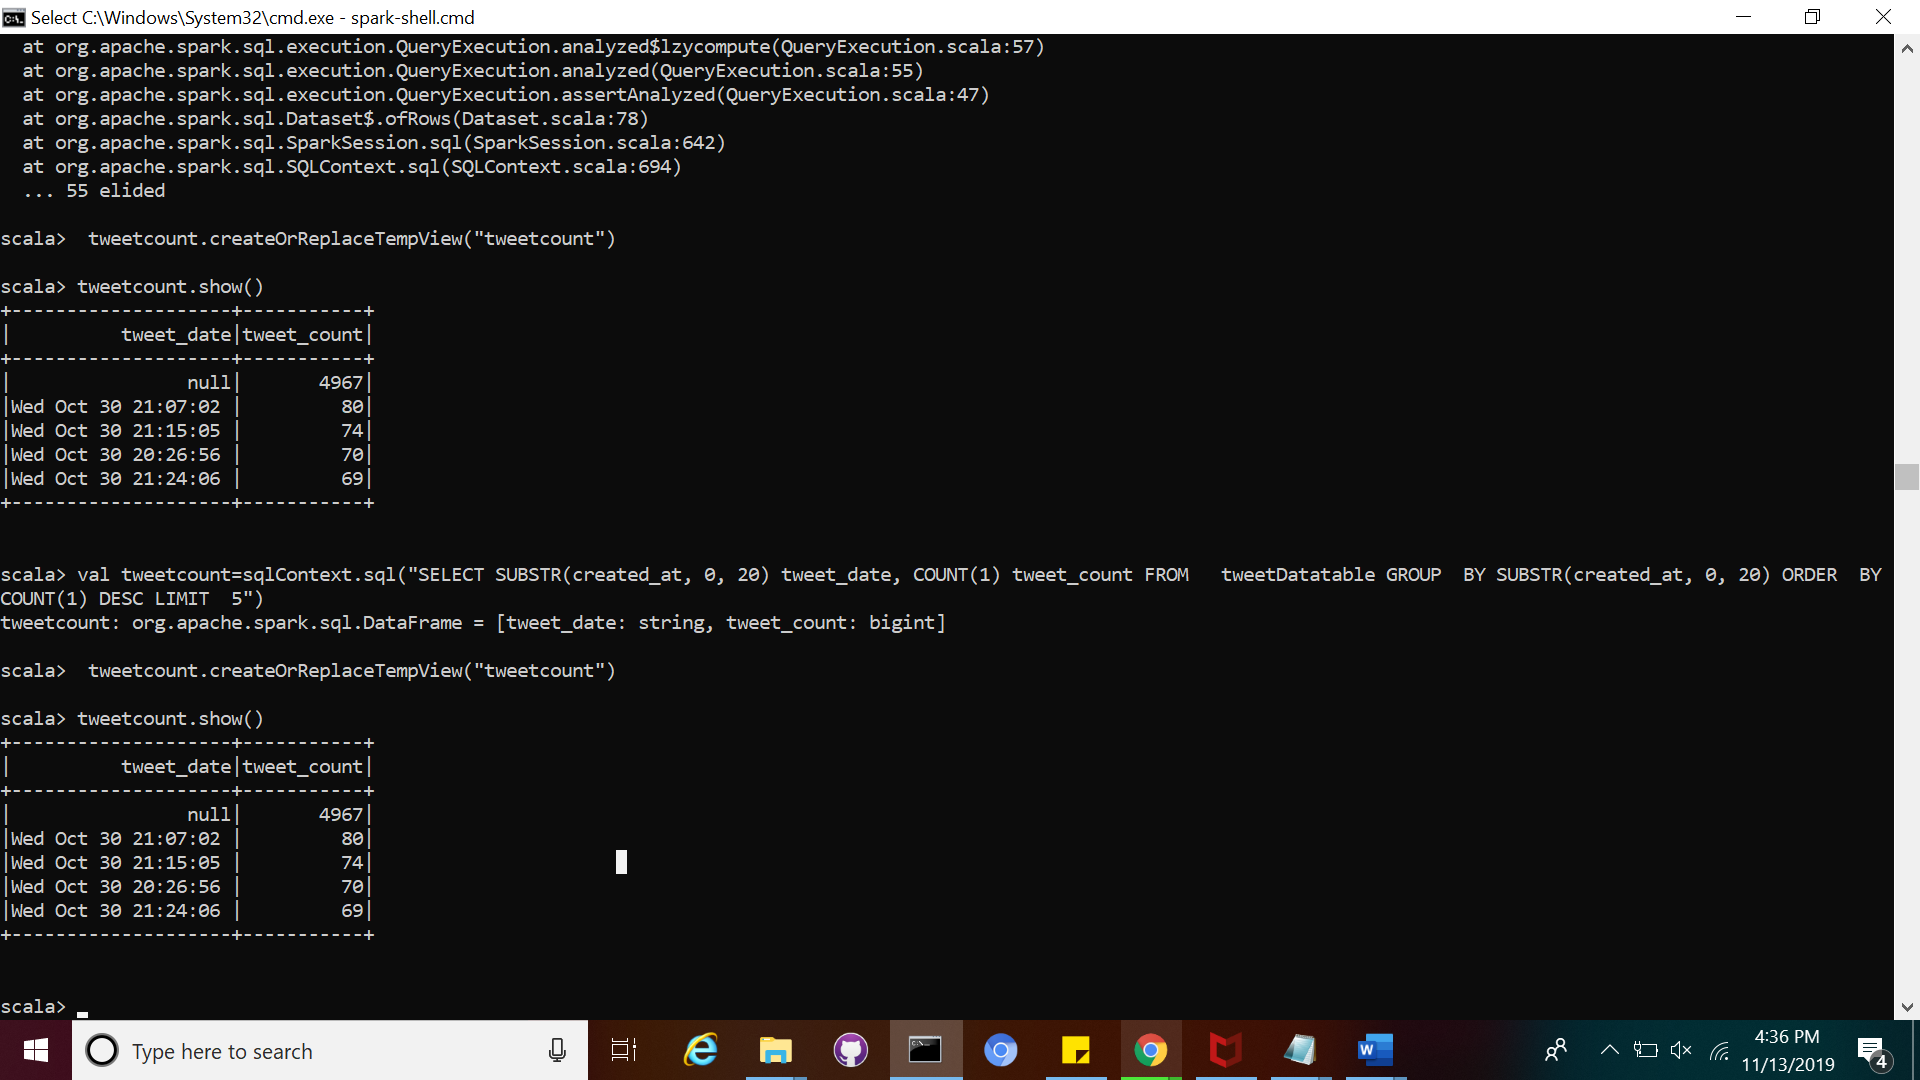 Select C:\Windows\System32\cmd.exe - spark-shell.cmd
  at org.apache.spark.sql.execution.QueryExecution.analyzed$lzycompute(QueryExecution.scala:57)
  at org.apache.spark.sql.execution.QueryExecution.analyzed(QueryExecution.scala:55)
  at org.apache.spark.sql.execution.QueryExecution.assertAnalyzed(QueryExecution.scala:47)
  at org.apache.spark.sql.Dataset$.ofRows(Dataset.scala:78)
  at org.apache.spark.sql.SparkSession.sql(SparkSession.scala:642)
  at org.apache.spark.sql.SQLContext.sql(SQLContext.scala:694)
  ... 55 elided
scala>  tweetcount.createOrReplaceTempView("tweetcount")
scala> tweetcount.show()
+--------------------+-----------+
|          tweet_date|tweet_count|
+--------------------+-----------+
|                null|       4967|
|Wed Oct 30 21:07:02 |         80|
|Wed Oct 30 21:15:05 |         74|
|Wed Oct 30 20:26:56 |         70|
|Wed Oct 30 21:24:06 |         69|
+--------------------+-----------+
scala> val tweetcount=sqlContext.sql("SELECT SUBSTR(created_at, 0, 20) tweet_date, COUNT(1) tweet_count FROM   tweetDatatable GROUP  BY SUBSTR(created_at, 0, 20) ORDER  BY
COUNT(1) DESC LIMIT  5")
tweetcount: org.apache.spark.sql.DataFrame = [tweet_date: string, tweet_count: bigint]
scala>  tweetcount.createOrReplaceTempView("tweetcount")
scala> tweetcount.show()
+--------------------+-----------+
|          tweet_date|tweet_count|
+--------------------+-----------+
|                null|       4967|
|Wed Oct 30 21:07:02 |         80|
|Wed Oct 30 21:15:05 |         74|
|Wed Oct 30 20:26:56 |         70|
|Wed Oct 30 21:24:06 |         69|
+--------------------+-----------+
scala>
Type here to search
4:36 PM
11/13/2019
4